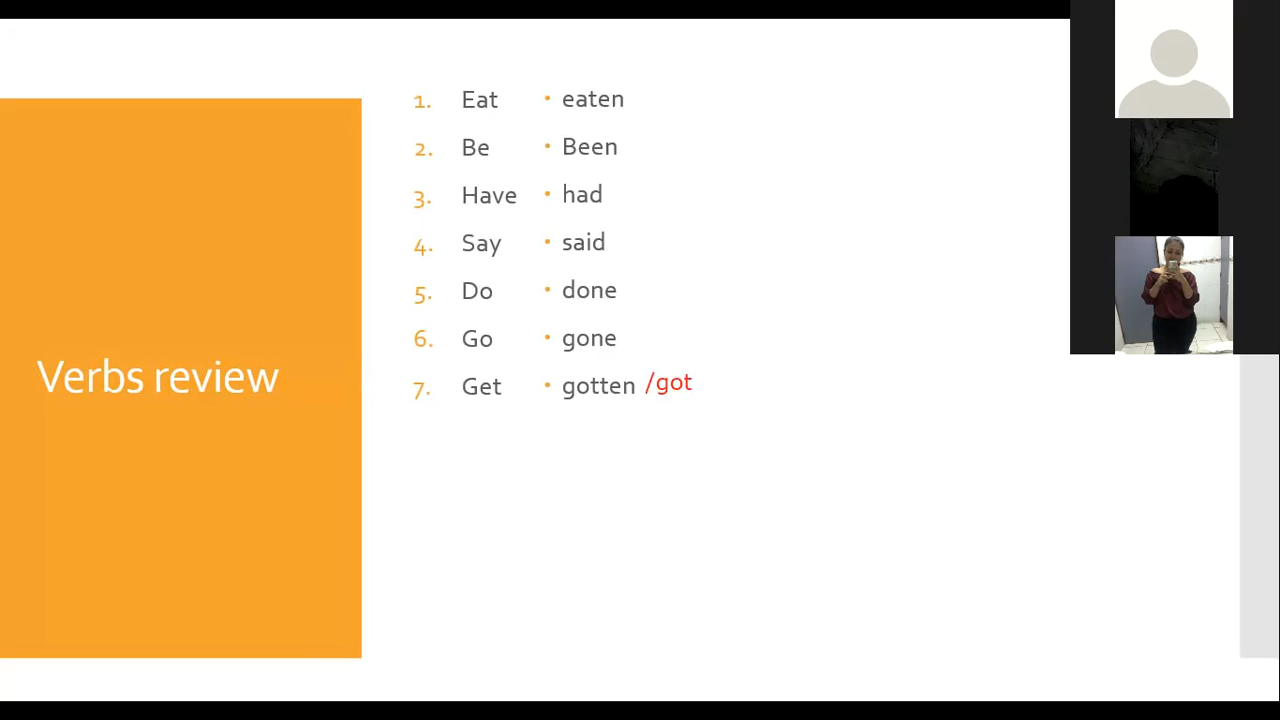 Verbs review
1. Eat • eaten
2. Be • Been
3. Have • had
4. Say • said
5. Do • done
6. Go • gone
7. Get • gotten /got